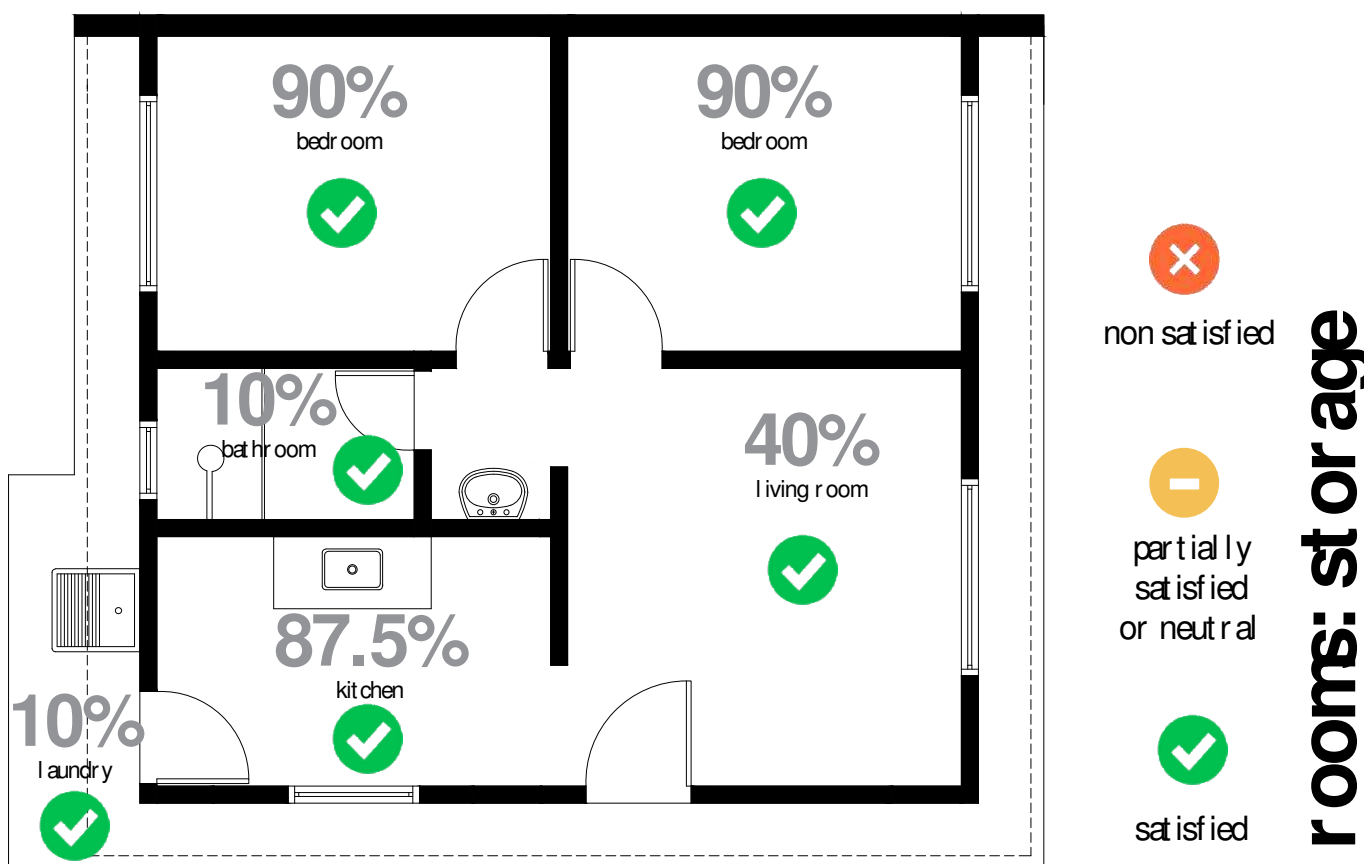 90%
bedroom
90%
bedroom
10%
bathroom
40%
living room
87.5%
kitchen
10%
laundry
non satisfied
partially
satisfied
or neutral
satisfied
rooms: storage